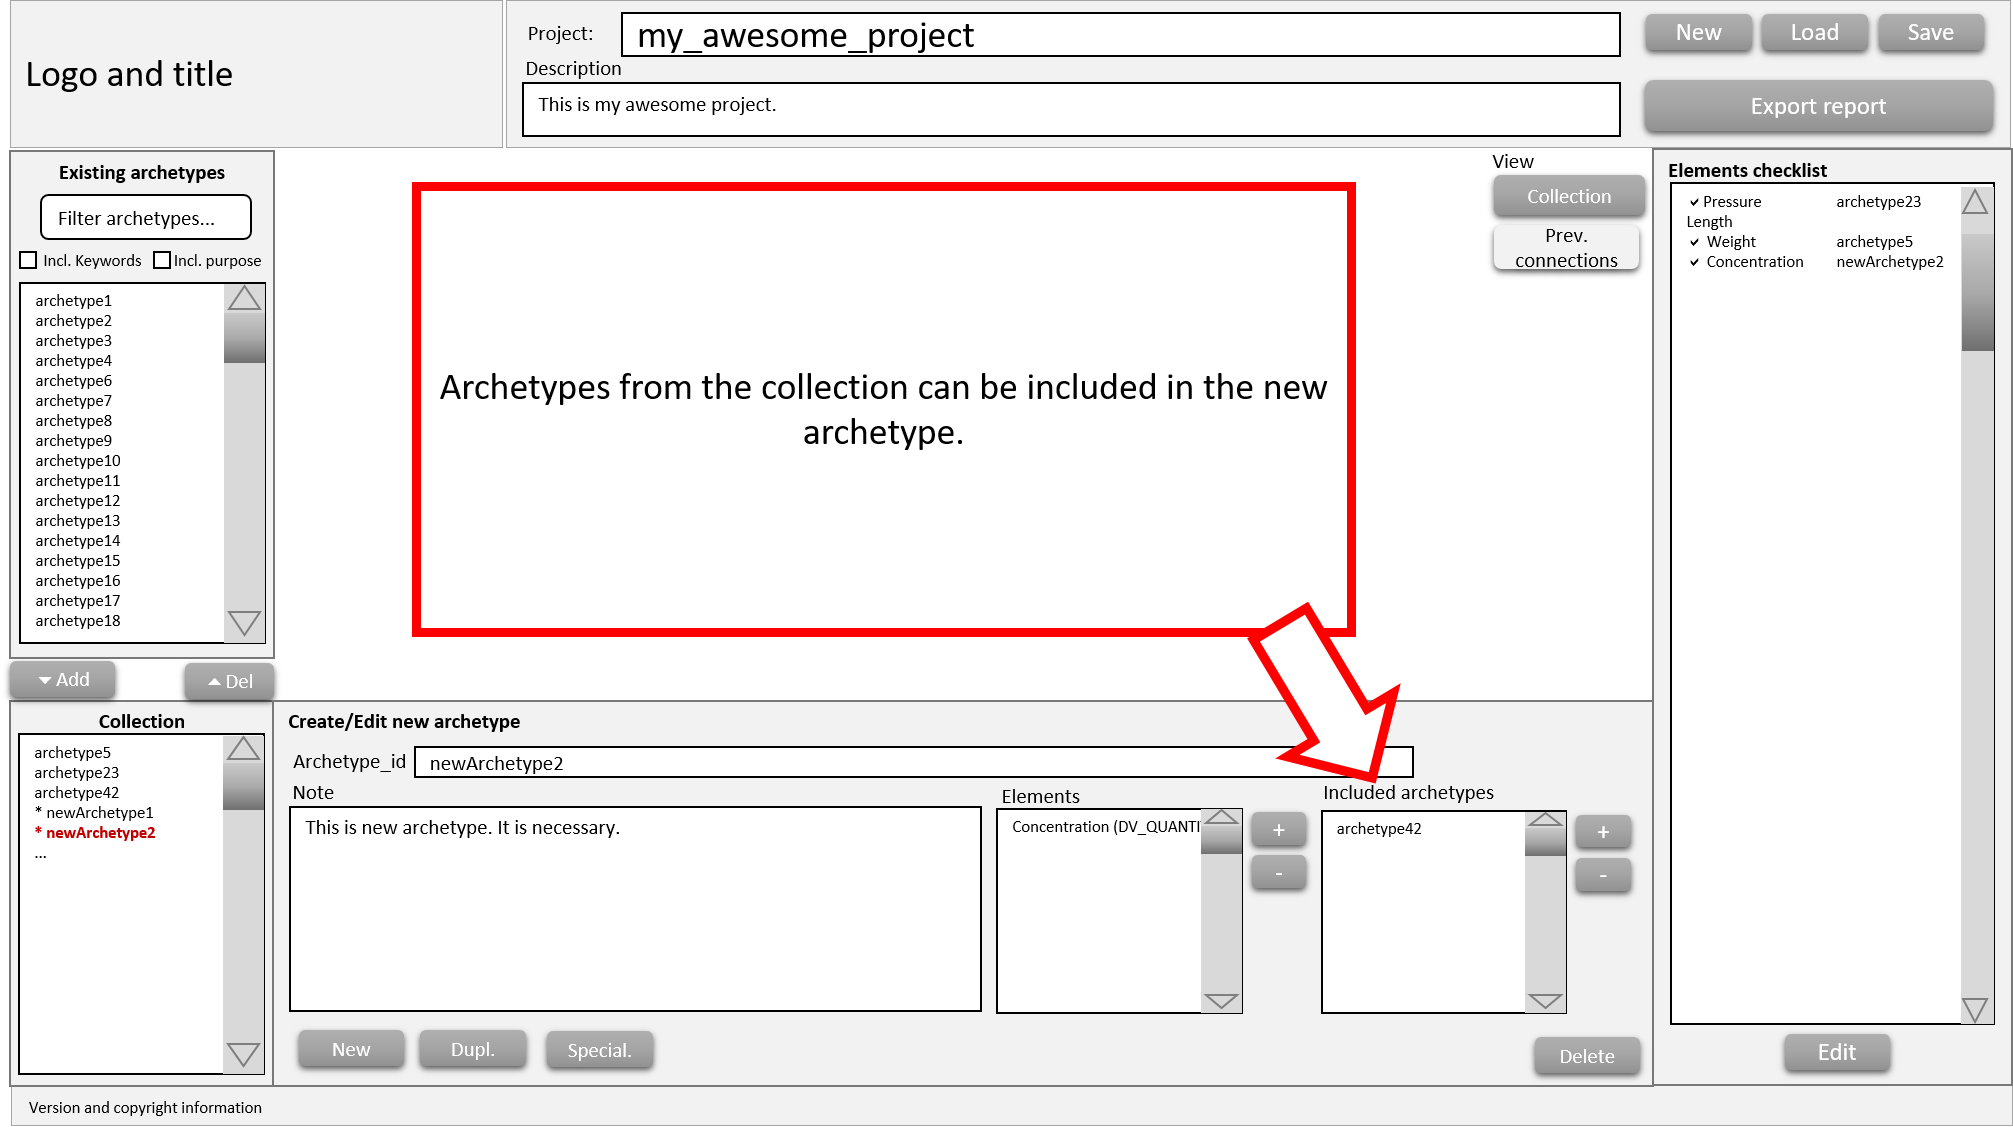 Logo and title
Project:
my_awesome_project
New
Load
Save
Description
This is my awesome project.
Export report
Existing archetypes
Filter archetypes...
Incl. Keywords
Incl. purpose
archetype1
archetype2
archetype3
archetype4
archetype6
archetype7
archetype8
archetype9
archetype10
archetype11
archetype12
archetype13
archetype14
archetype15
archetype16
archetype17
archetype18
Add
Del
Archetypes from the collection can be included in the new
archetype.
View
Collection
Prev.
connections
Elements checklist
✓ Pressure archetype23
Length
✓ Weight archetype5
✓ Concentration newArchetype2
Edit
Collection
archetype5
archetype23
archetype42
* newArchetype1
* newArchetype2
...
Create/Edit new archetype
Archetype_id
newArchetype2
Note
This is new archetype. It is necessary.
Elements
Concentration (DV_QUANTI
+
-
Included archetypes
archetype42
+
-
New
Dupl.
Special.
Delete
Version and copyright information